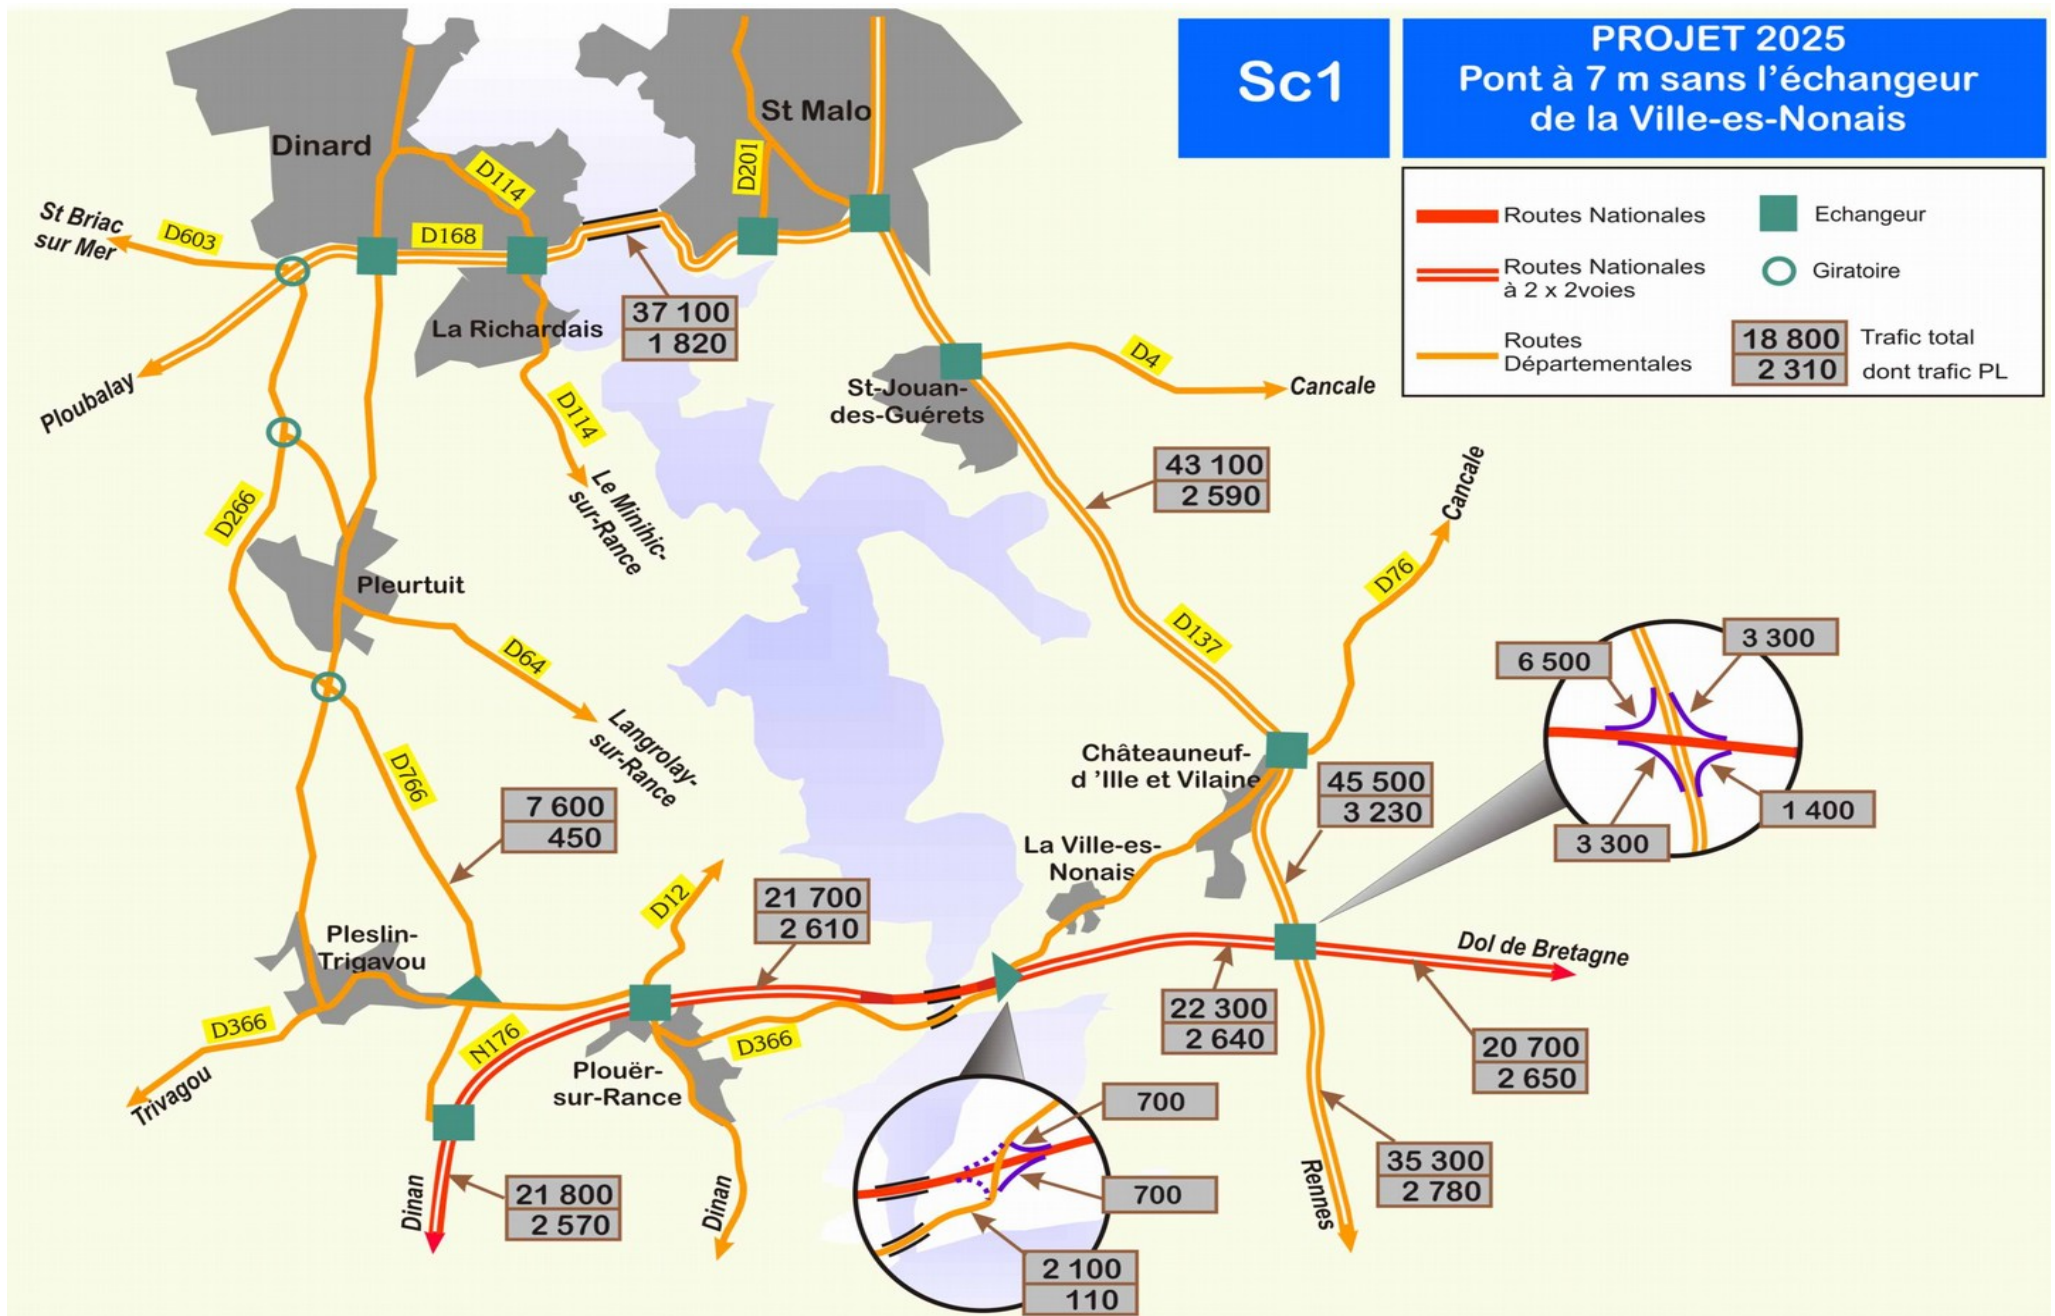 Sc1
PROJET 2025
Pont à 7 m sans l'échangeur
de la Ville-es-Nonais
Routes Nationales
Echangeur
Routes Nationales
à 2 x 2voies
Giratoire
Routes
Départementales
18 800
2 310
Trafic total
dont trafic PL
Dinard
St Malo
D114
D201
St Briac
sur Mer
D603
D168
La Richardais
37 100
1 820
Ploubalay
D114
Le Minihic-
sur-Rance
St-Jouan-
des-Guérets
D4
Cancale
43 100
2 590
Cancale
D76
D266
Pleurtuit
D64
Langrolay-
sur-Rance
D137
6 500
3 300
3 300
1 400
Châteauneuf-
d 'Ille et Vilaine
45 500
3 230
D766
7 600
450
La Ville-es-
Nonais
D12
21 700
2 610
Pleslin-
Trigavou
Dol de Bretagne
22 300
2 640
20 700
2 650
D366
Trivagou
N176
D366
Plouër-
sur-Rance
700
700
2 100
110
35 300
2 780
Rennes
Dinan
21 800
2 570
Dinan